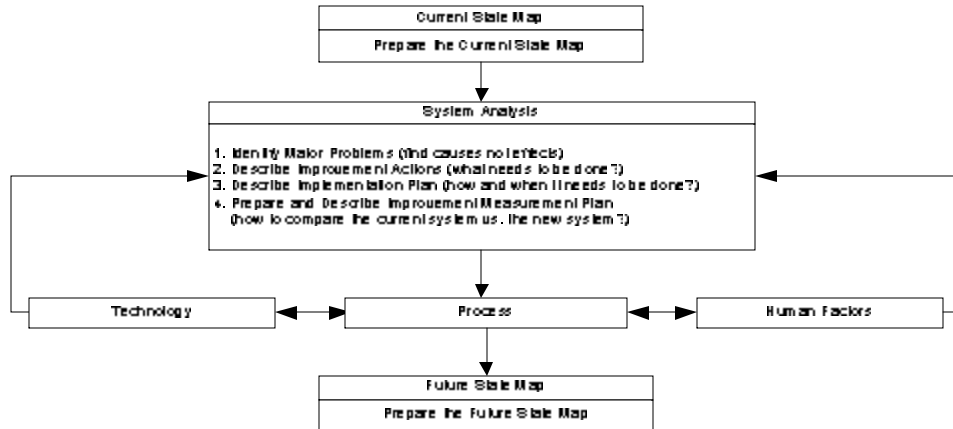 Current State Map
Prepare the Current State Map
System Analysis
1. Identify Major Problems (find causes not effects)
2. Describe Improvement Actions (what needs to be done?)
3. Describe Implementation Plan (how and when it needs to be done?)
4. Prepare and Describe Improvement Measurement Plan
(how to compare the current system vs. the new system?)
Technology
Process
Human Factors
Future State Map
Prepare the Future State Map